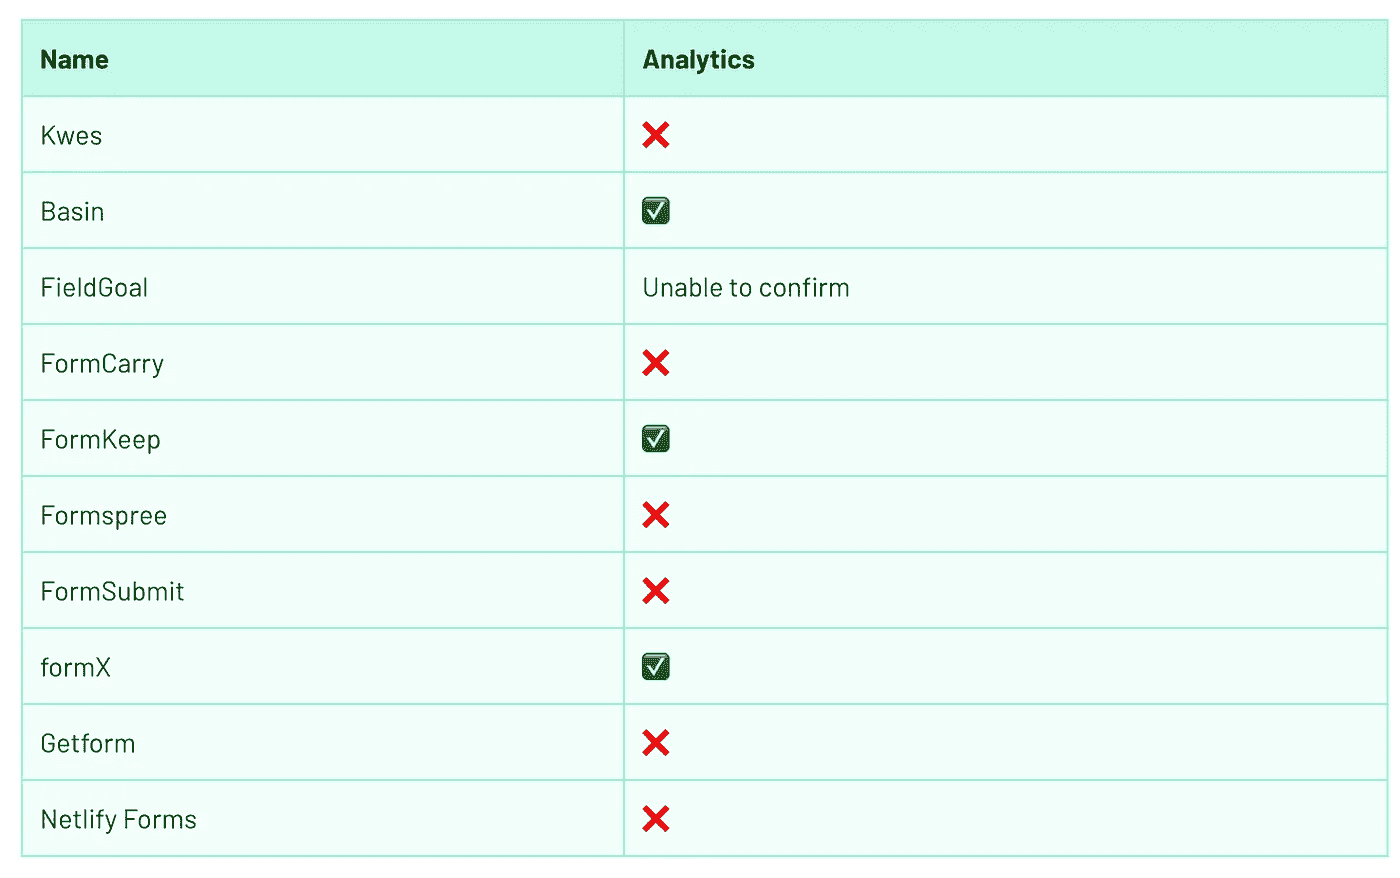 Name Analytics
Kwes ❌
Basin ✅
FieldGoal Unable to confirm
FormCarry ❌
FormKeep ✅
Formspree ❌
FormSubmit ❌
formX ✅
Getform ❌
Netlify Forms ❌